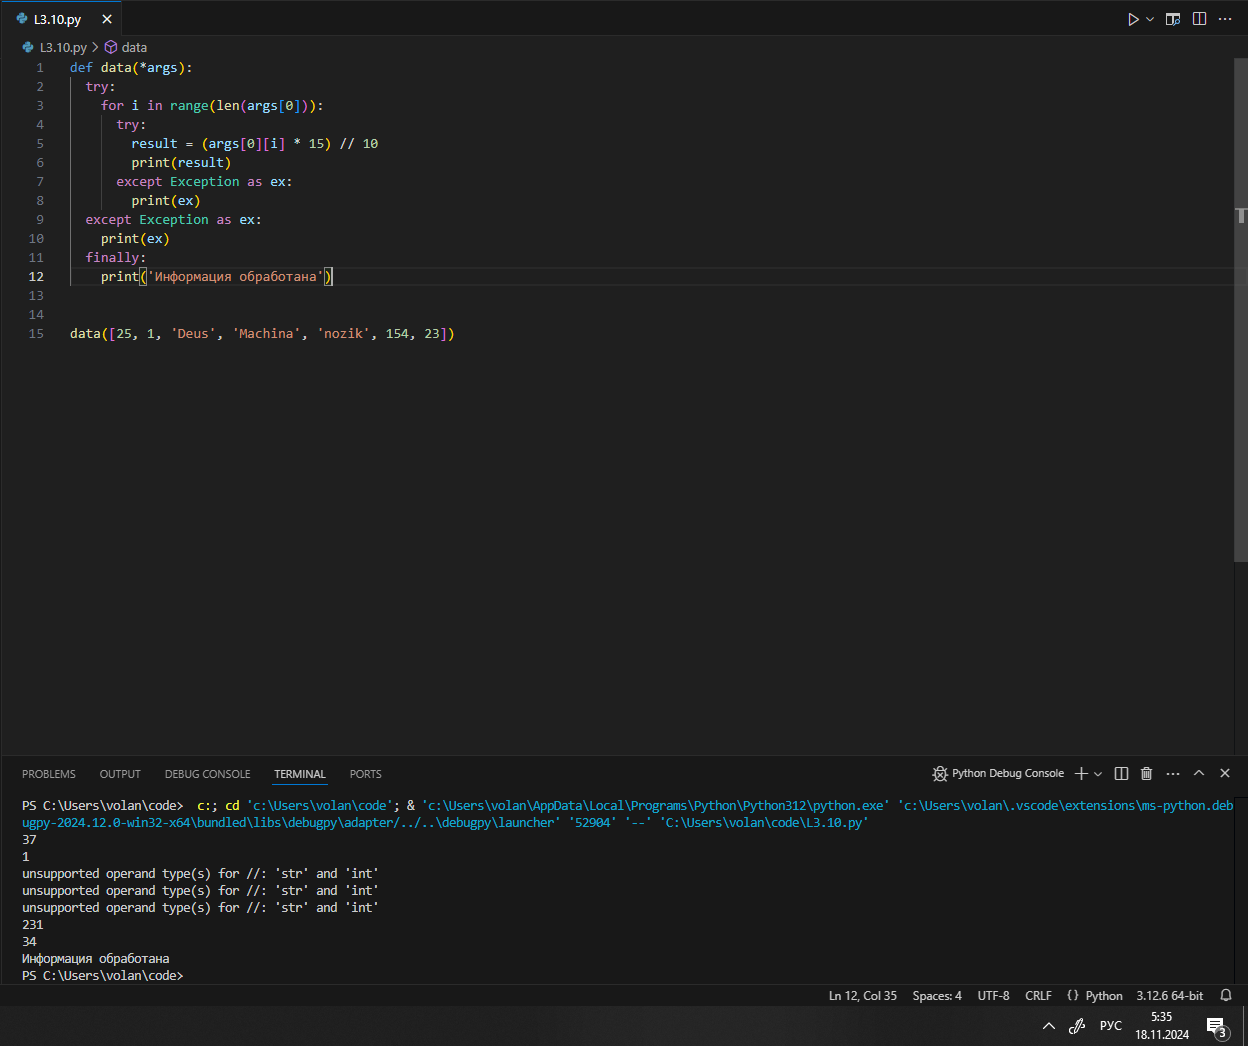 L3.10.py
L3.10.py > data
1 def data(*args):
2   try:
3     for i in range(len(args[0])):
4       try:
5         result = (args[0][i] * 15) // 10
6         print(result)
7       except Exception as ex:
8         print(ex)
9   except Exception as ex:
10     print(ex)
11   finally:
12     print('Информация обработана')
13
14
15 data([25, 1, 'Deus', 'Machina', 'nozik', 154, 23])
PROBLEMS OUTPUT DEBUG CONSOLE TERMINAL PORTS Python Debug Console
PS C:\Users\volan\code>  c:; cd 'c:\Users\volan\code'; & 'c:\Users\volan\AppData\Local\Programs\Python\Python312\python.exe' 'c:\Users\volan\.vscode\extensions\ms-python.deb
ugpy-2024.12.0-win32-x64\bundled\libs\debugpy\adapter/../..\debugpy\launcher' '52904' '--' 'C:\Users\volan\code\L3.10.py'
37
1
unsupported operand type(s) for //: 'str' and 'int'
unsupported operand type(s) for //: 'str' and 'int'
unsupported operand type(s) for //: 'str' and 'int'
231
34
Информация обработана
PS C:\Users\volan\code>
Ln 12, Col 35 Spaces: 4 UTF-8 CRLF {} Python 3.12.6 64-bit
РУС 5:35
18.11.2024 3